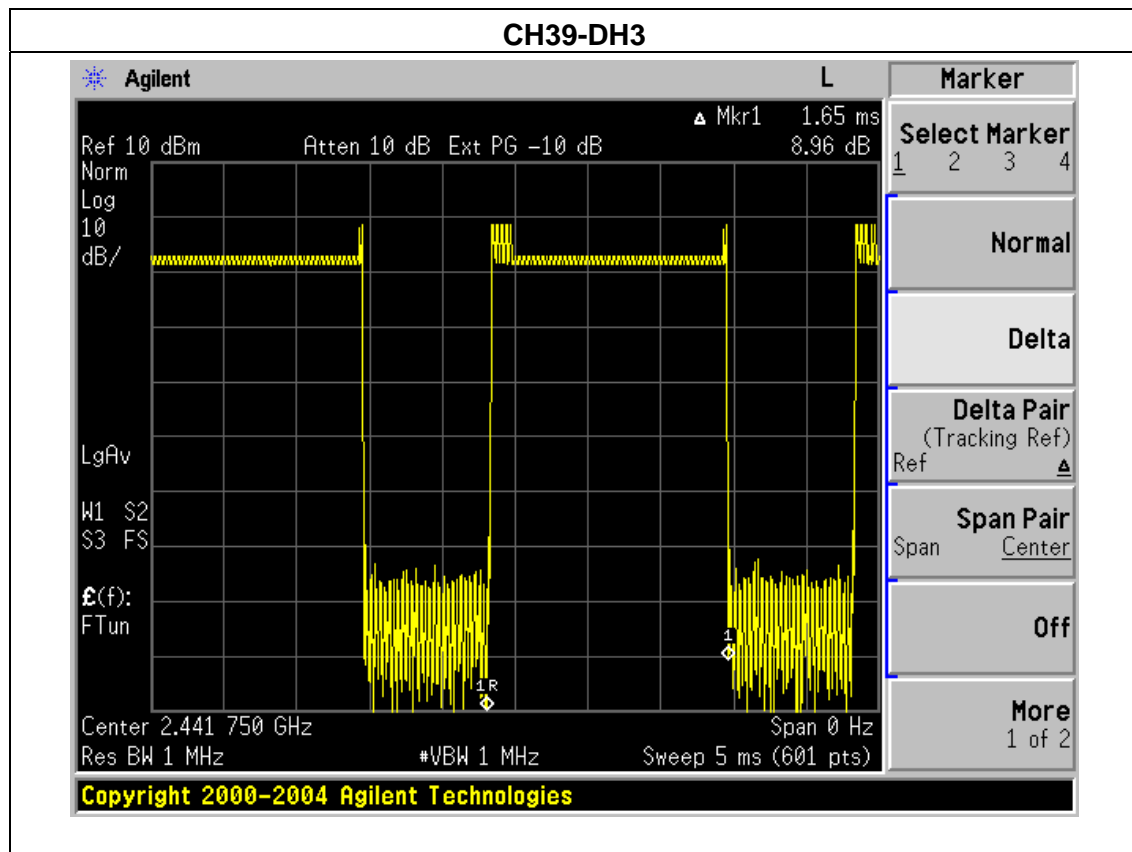 CH39-DH3
Agilent L
Δ Mkr1 1.65 ms
Ref 10 dBm Atten 10 dB Ext PG -10 dB 8.96 dB
Norm
Log
10
dB/
LgAv
W1 S2
S3 FS
£(f):
FTun
1R
1
Center 2.441 750 GHz Span 0 Hz
Res BW 1 MHz #VBW 1 MHz Sweep 5 ms (601 pts)
Copyright 2000-2004 Agilent Technologies
Marker
Select Marker
1 2 3 4
Normal
Delta
Delta Pair
(Tracking Ref)
Ref Δ
Span Pair
Span Center
Off
More
1 of 2